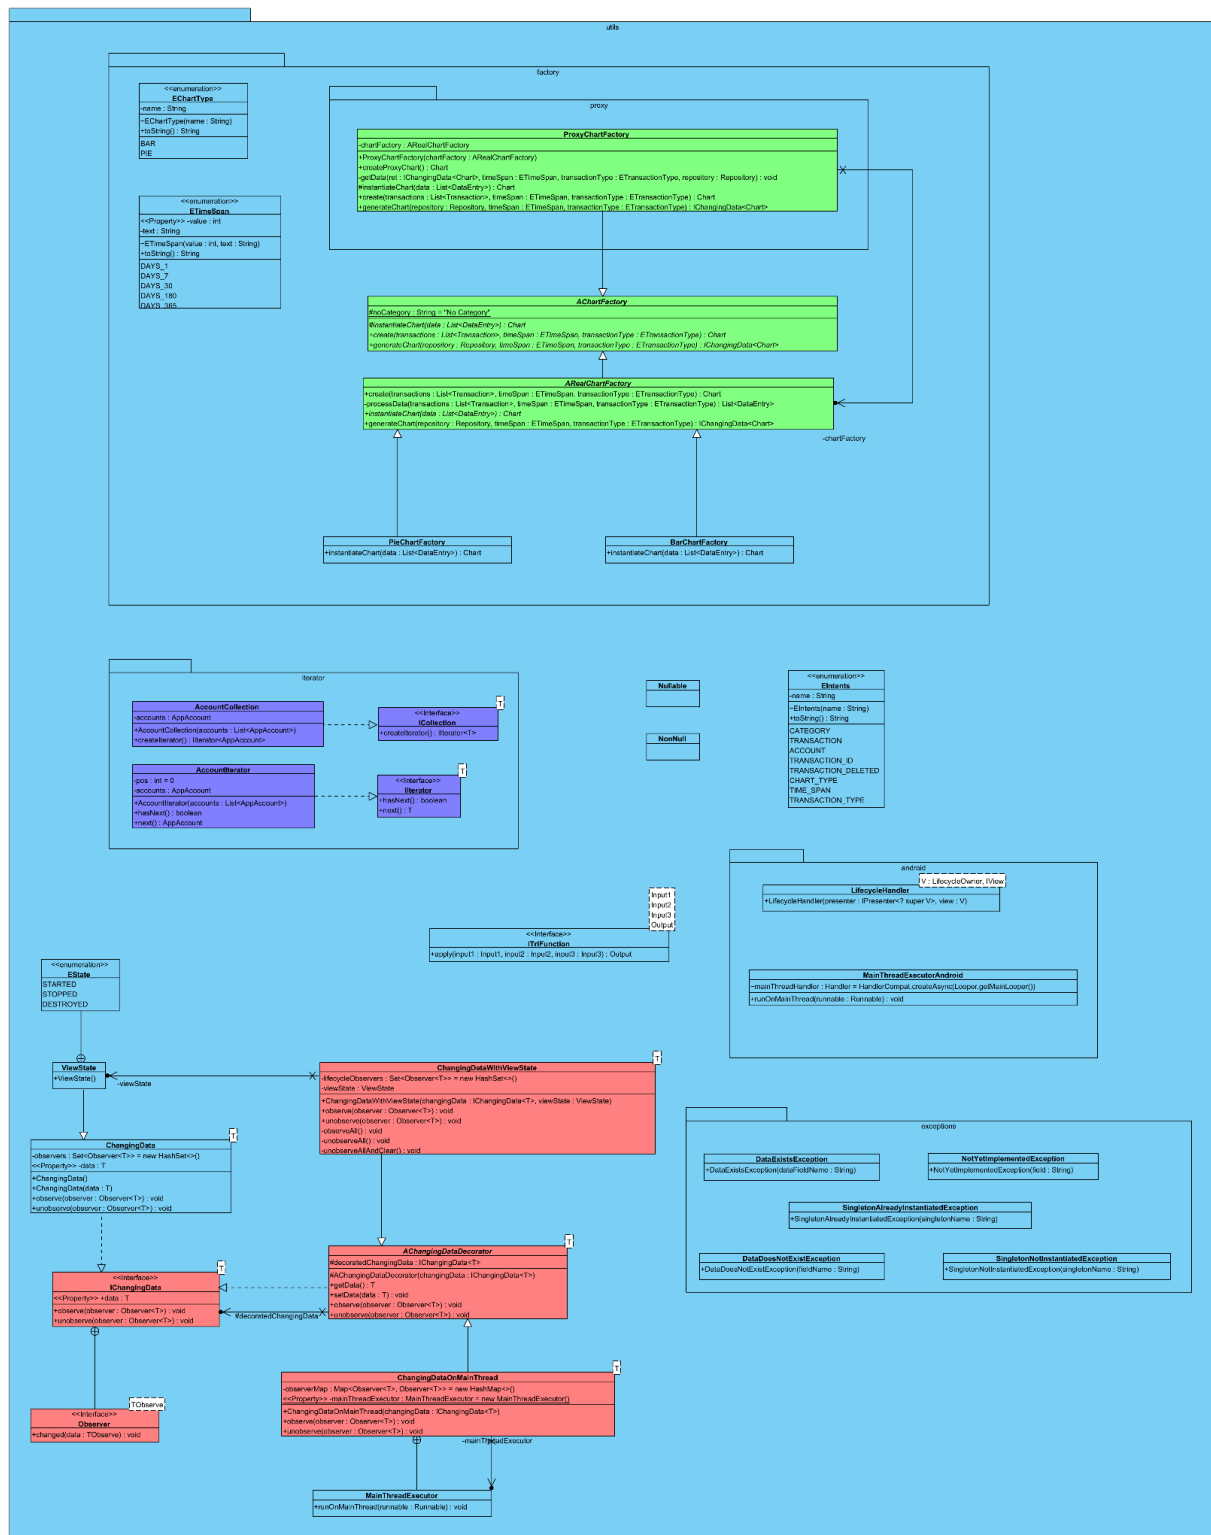 utils
factory
<<enumeration>>
EChartType
-name : String
~EChartType(name : String)
+toString() : String
BAR
PIE
<<enumeration>>
ETimeSpan
<<Property>> -value : int
-text : String
~ETimeSpan(value : int, text : String)
+toString() : String
DAYS_1
DAYS_7
DAYS_30
DAYS_180
DAYS_365
proxy
ProxyChartFactory
-chartFactory : ARealChartFactory
+ProxyChartFactory(chartFactory : ARealChartFactory)
+createProxyChart() : Chart
-getData(ret : IChangingData<Chart>, timeSpan : ETimeSpan, transactionType : ETransactionType, repository : Repository) : void
#instantiateChart(data : List<DataEntry>) : Chart
+create(transactions : List<Transaction>, timeSpan : ETimeSpan, transactionType : ETransactionType) : Chart
+generateChart(repository : Repository, timeSpan : ETimeSpan, transactionType : ETransactionType) : IChangingData<Chart>
AChartFactory
#noCategory : String = "No Category"
#instantiateChart(data : List<DataEntry>) : Chart
+create(transactions : List<Transaction>, timeSpan : ETimeSpan, transactionType : ETransactionType) : Chart
+generateChart(repository : Repository, timeSpan : ETimeSpan, transactionType : ETransactionType) : IChangingData<Chart>
ARealChartFactory
+create(transactions : List<Transaction>, timeSpan : ETimeSpan, transactionType : ETransactionType) : Chart
-processData(transactions : List<Transaction>, timeSpan : ETimeSpan, transactionType : ETransactionType) : List<DataEntry>
+instantiateChart(data : List<DataEntry>) : Chart
+generateChart(repository : Repository, timeSpan : ETimeSpan, transactionType : ETransactionType) : IChangingData<Chart>
-chartFactory
PieChartFactory
+instantiateChart(data : List<DataEntry>) : Chart
BarChartFactory
+instantiateChart(data : List<DataEntry>) : Chart
iterator
AccountCollection
-accounts : AppAccount
+AccountCollection(accounts : List<AppAccount>)
+createIterator() : IIterator<AppAccount>
T
<<Interface>>
ICollection
+createIterator() : IIterator<T>
AccountIterator
-pos : int = 0
-accounts : AppAccount
+AccountIterator(accounts : List<AppAccount>)
+hasNext() : boolean
+next() : AppAccount
T
<<Interface>>
IIterator
+hasNext() : boolean
+next() : T
Nullable
NonNull
<<enumeration>>
EIntents
-name : String
~EIntents(name : String)
+toString() : String
CATEGORY
TRANSACTION
ACCOUNT
TRANSACTION_ID
TRANSACTION_DELETED
CHART_TYPE
TIME_SPAN
TRANSACTION_TYPE
android
V : LifecycleOwner, IView
LifecycleHandler
+LifecycleHandler(presenter : IPresenter<? super V>, view : V)
MainThreadExecutorAndroid
~mainThreadHandler : Handler = HandlerCompat.createAsync(Looper.getMainLooper())
+runOnMainThread(runnable : Runnable) : void
Input1
Input2
Input3
Output
<<Interface>>
ITriFunction
+apply(input1 : Input1, input2 : Input2, input3 : Input3) : Output
<<enumeration>>
EState
STARTED
STOPPED
DESTROYED
ViewState
+ViewState()
-viewState
T
ChangingDataWithViewState
-lifecycleObservers : Set<Observer<T>> = new HashSet<>()
-viewState : ViewState
+ChangingDataWithViewState(changingData : IChangingData<T>, viewState : ViewState)
+observe(observer : Observer<T>) : void
+unobserve(observer : Observer<T>) : void
-observeAll() : void
-unobserveAll() : void
-unobserveAllAndClear() : void
T
ChangingData
-observers : Set<Observer<T>> = new HashSet<>()
<<Property>> -data : T
+ChangingData()
+ChangingData(data : T)
+observe(observer : Observer<T>) : void
+unobserve(observer : Observer<T>) : void
exceptions
DataExistsException
+DataExistsException(dataFieldName : String)
NotYetImplementedException
+NotYetImplementedException(field : String)
SingletonAlreadyInstantiatedException
+SingletonAlreadyInstantiatedException(singletonName : String)
DataDoesNotExistException
+DataDoesNotExistException(fieldName : String)
SingletonNotInstantiatedException
+SingletonNotInstantiatedException(singletonName : String)
T
<<Interface>>
IChangingData
<<Property>> +data : T
+observe(observer : Observer<T>) : void
+unobserve(observer : Observer<T>) : void
#decoratedChangingData
T
AChangingDataDecorator
#decoratedChangingData : IChangingData<T>
#AChangingDataDecorator(changingData : IChangingData<T>)
+getData() : T
+setData(data : T) : void
+observe(observer : Observer<T>) : void
+unobserve(observer : Observer<T>) : void
TObserve
<<Interface>>
Observer
+changed(data : TObserve) : void
T
ChangingDataOnMainThread
-observerMap : Map<Observer<T>, Observer<T>> = new HashMap<>()
<<Property>> -mainThreadExecutor : MainThreadExecutor = new MainThreadExecutor()
+ChangingDataOnMainThread(changingData : IChangingData<T>)
+observe(observer : Observer<T>) : void
+unobserve(observer : Observer<T>) : void
-mainThreadExecutor
MainThreadExecutor
+runOnMainThread(runnable : Runnable) : void